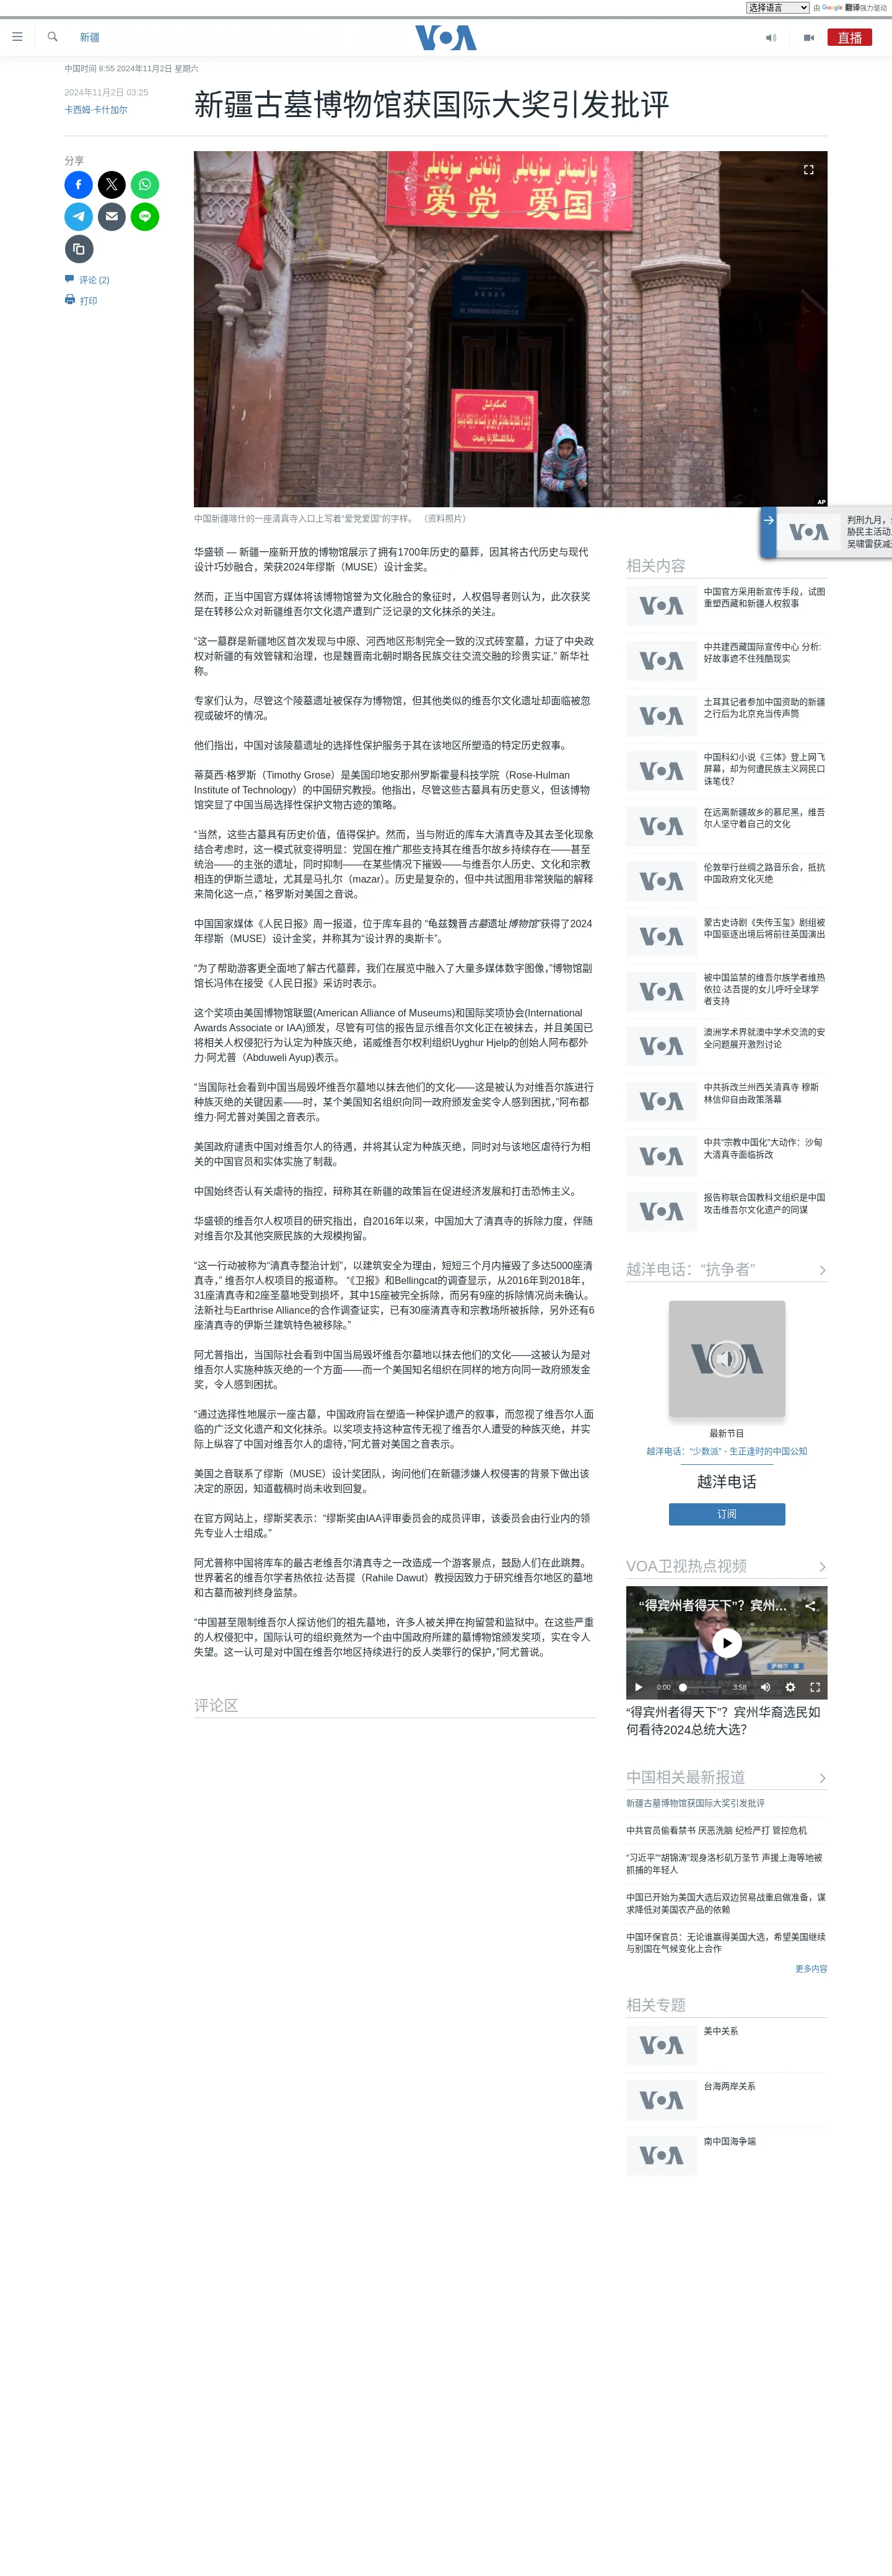 选择语言
由 Google 翻译强力驱动
新疆
VOA
直播
中国时间 8:55 2024年11月2日 星期六
2024年11月2日 03:25
卡西姆·卡什加尔
新疆古墓博物馆获国际大奖引发批评
分享
评论 (2)
打印
爱党 爱国
AP
中国新疆喀什的一座清真寺入口上写着“爱党爱国”的字样。 （资料照片）
判刑九月，
胁民主活动
吴啸雷获减
华盛顿 — 新疆一座新开放的博物馆展示了拥有1700年历史的墓葬，因其将古代历史与现代
设计巧妙融合，荣获2024年缪斯（MUSE）设计金奖。
然而，正当中国官方媒体将该博物馆誉为文化融合的象征时，人权倡导者则认为，此次获奖
是在转移公众对新疆维吾尔文化遗产遭到广泛记录的文化抹杀的关注。
“这一墓群是新疆地区首次发现与中原、河西地区形制完全一致的汉式砖室墓，力证了中央政
权对新疆的有效管辖和治理，也是魏晋南北朝时期各民族交往交流交融的珍贵实证,” 新华社
称。
专家们认为，尽管这个陵墓遗址被保存为博物馆，但其他类似的维吾尔文化遗址却面临被忽
视或破坏的情况。
他们指出，中国对该陵墓遗址的选择性保护服务于其在该地区所塑造的特定历史叙事。
蒂莫西·格罗斯（Timothy Grose）是美国印地安那州罗斯霍曼科技学院（Rose-Hulman
Institute of Technology）的中国研究教授。他指出，尽管这些古墓具有历史意义，但该博物
馆突显了中国当局选择性保护文物古迹的策略。
“当然，这些古墓具有历史价值，值得保护。然而，当与附近的库车大清真寺及其去圣化现象
结合考虑时，这一模式就变得明显：党国在推广那些支持其在维吾尔故乡持续存在——甚至
统治——的主张的遗址，同时抑制——在某些情况下摧毁——与维吾尔人历史、文化和宗教
相连的伊斯兰遗址，尤其是马扎尔（mazar）。历史是复杂的，但中共试图用非常狭隘的解释
来简化这一点，” 格罗斯对美国之音说。
中国国家媒体《人民日报》周一报道，位于库车县的 “龟兹魏晋古墓遗址博物馆”获得了2024
年缪斯（MUSE）设计金奖，并称其为“设计界的奥斯卡”。
“为了帮助游客更全面地了解古代墓葬，我们在展览中融入了大量多媒体数字图像，”博物馆副
馆长冯伟在接受《人民日报》采访时表示。
这个奖项由美国博物馆联盟(American Alliance of Museums)和国际奖项协会(International
Awards Associate or IAA)颁发，尽管有可信的报告显示维吾尔文化正在被抹去，并且美国已
将相关人权侵犯行为认定为种族灭绝，诺威维吾尔权利组织Uyghur Hjelp的创始人阿布都外
力·阿尤普（Abduweli Ayup)表示。
“当国际社会看到中国当局毁坏维吾尔墓地以抹去他们的文化——这是被认为对维吾尔族进行
种族灭绝的关键因素——时，某个美国知名组织向同一政府颁发金奖令人感到困扰，”阿布都
维力·阿尤普对美国之音表示。
美国政府谴责中国对维吾尔人的待遇，并将其认定为种族灭绝，同时对与该地区虐待行为相
关的中国官员和实体实施了制裁。
中国始终否认有关虐待的指控，辩称其在新疆的政策旨在促进经济发展和打击恐怖主义。
华盛顿的维吾尔人权项目的研究指出，自2016年以来，中国加大了清真寺的拆除力度，伴随
对维吾尔及其他突厥民族的大规模拘留。
“这一行动被称为“清真寺整治计划”，以建筑安全为理由，短短三个月内摧毁了多达5000座清
真寺，” 维吾尔人权项目的报道称。 “《卫报》和Bellingcat的调查显示，从2016年到2018年，
31座清真寺和2座圣墓地受到损坏，其中15座被完全拆除，而另有9座的拆除情况尚未确认。
法新社与Earthrise Alliance的合作调查证实，已有30座清真寺和宗教场所被拆除，另外还有6
座清真寺的伊斯兰建筑特色被移除。”
阿尤普指出，当国际社会看到中国当局毁坏维吾尔墓地以抹去他们的文化——这被认为是对
维吾尔人实施种族灭绝的一个方面——而一个美国知名组织在同样的地方向同一政府颁发金
奖，令人感到困扰。
“通过选择性地展示一座古墓，中国政府旨在塑造一种保护遗产的叙事，而忽视了维吾尔人面
临的广泛文化遗产和文化抹杀。以奖项支持这种宣传无视了维吾尔人遭受的种族灭绝，并实
际上纵容了中国对维吾尔人的虐待，”阿尤普对美国之音表示。
美国之音联系了缪斯（MUSE）设计奖团队，询问他们在新疆涉嫌人权侵害的背景下做出该
决定的原因，知道截稿时尚未收到回复。
在官方网站上，缪斯奖表示：“缪斯奖由IAA评审委员会的成员评审，该委员会由行业内的领
先专业人士组成。”
阿尤普称中国将库车的最古老维吾尔清真寺之一改造成一个游客景点，鼓励人们在此跳舞。
世界著名的维吾尔学者热依拉·达吾提（Rahile Dawut）教授因致力于研究维吾尔地区的墓地
和古墓而被判终身监禁。
“中国甚至限制维吾尔人探访他们的祖先墓地，许多人被关押在拘留营和监狱中。在这些严重
的人权侵犯中，国际认可的组织竟然为一个由中国政府所建的墓博物馆颁发奖项，实在令人
失望。这一认可是对中国在维吾尔地区持续进行的反人类罪行的保护，”阿尤普说。
评论区
相关内容
中国官方采用新宣传手段，试图
重塑西藏和新疆人权叙事
中共建西藏国际宣传中心 分析:
好故事遮不住残酷现实
土耳其记者参加中国资助的新疆
之行后为北京充当传声筒
中国科幻小说《三体》登上网飞
屏幕，却为何遭民族主义网民口
诛笔伐？
在远离新疆故乡的慕尼黑，维吾
尔人坚守着自己的文化
伦敦举行丝绸之路音乐会，抵抗
中国政府文化灭绝
蒙古史诗剧《失传玉玺》剧组被
中国驱逐出境后将前往英国演出
被中国监禁的维吾尔族学者维热
依拉·达吾提的女儿呼吁全球学
者支持
澳洲学术界就澳中学术交流的安
全问题展开激烈讨论
中共拆改兰州西关清真寺 穆斯
林信仰自由政策落幕
中共“宗教中国化”大动作：沙甸
大清真寺面临拆改
报告称联合国教科文组织是中国
攻击维吾尔文化遗产的同谋
越洋电话：“抗争者”
VOA
最新节目
越洋电话：“少数派” - 生正逢时的中国公知
越洋电话
订阅
VOA卫视热点视频
“得宾州者得天下”？宾州...
0:00
3:58
“得宾州者得天下”？宾州华裔选民如
何看待2024总统大选？
中国相关最新报道
新疆古墓博物馆获国际大奖引发批评
中共官员偷看禁书 厌恶洗脑 纪检严打 管控危机
“习近平”“胡锦涛”现身洛杉矶万圣节 声援上海等地被
抓捕的年轻人
中国已开始为美国大选后双边贸易战重启做准备，谋
求降低对美国农产品的依赖
中国环保官员：无论谁赢得美国大选，希望美国继续
与别国在气候变化上合作
更多内容
相关专题
美中关系
台海两岸关系
南中国海争端